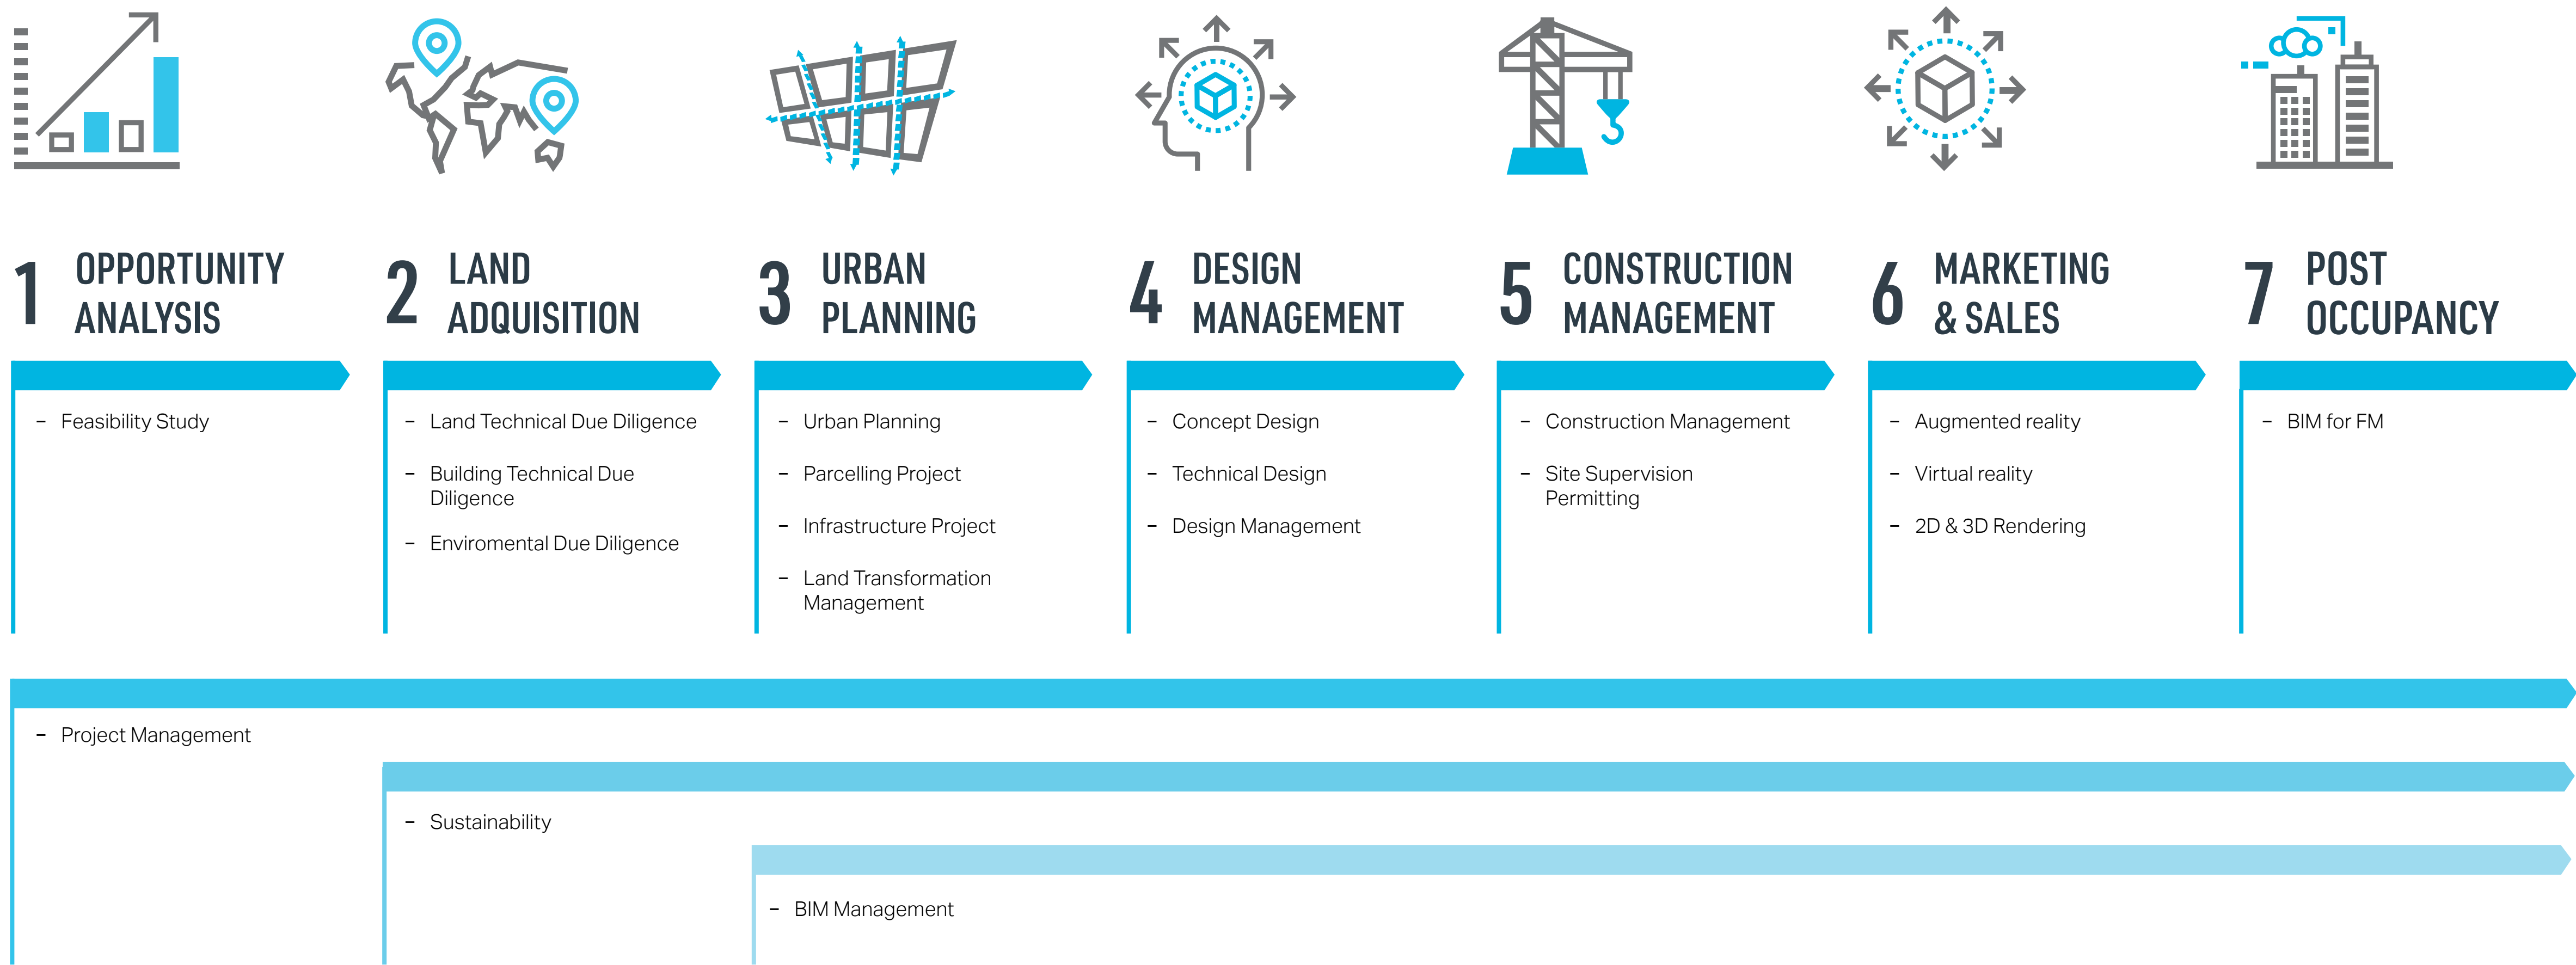 1 OPPORTUNITY
ANALYSIS
– Feasibility Study
2 LAND
ADQUISITION
– Land Technical Due Diligence
– Building Technical Due
Diligence
– Enviromental Due Diligence
3 URBAN
PLANNING
– Urban Planning
– Parcelling Project
– Infrastructure Project
– Land Transformation
Management
4 DESIGN
MANAGEMENT
– Concept Design
– Technical Design
– Design Management
5 CONSTRUCTION
MANAGEMENT
– Construction Management
– Site Supervision
Permitting
6 MARKETING
& SALES
– Augmented reality
– Virtual reality
– 2D & 3D Rendering
7 POST
OCCUPANCY
– BIM for FM
– Project Management
– Sustainability
– BIM Management